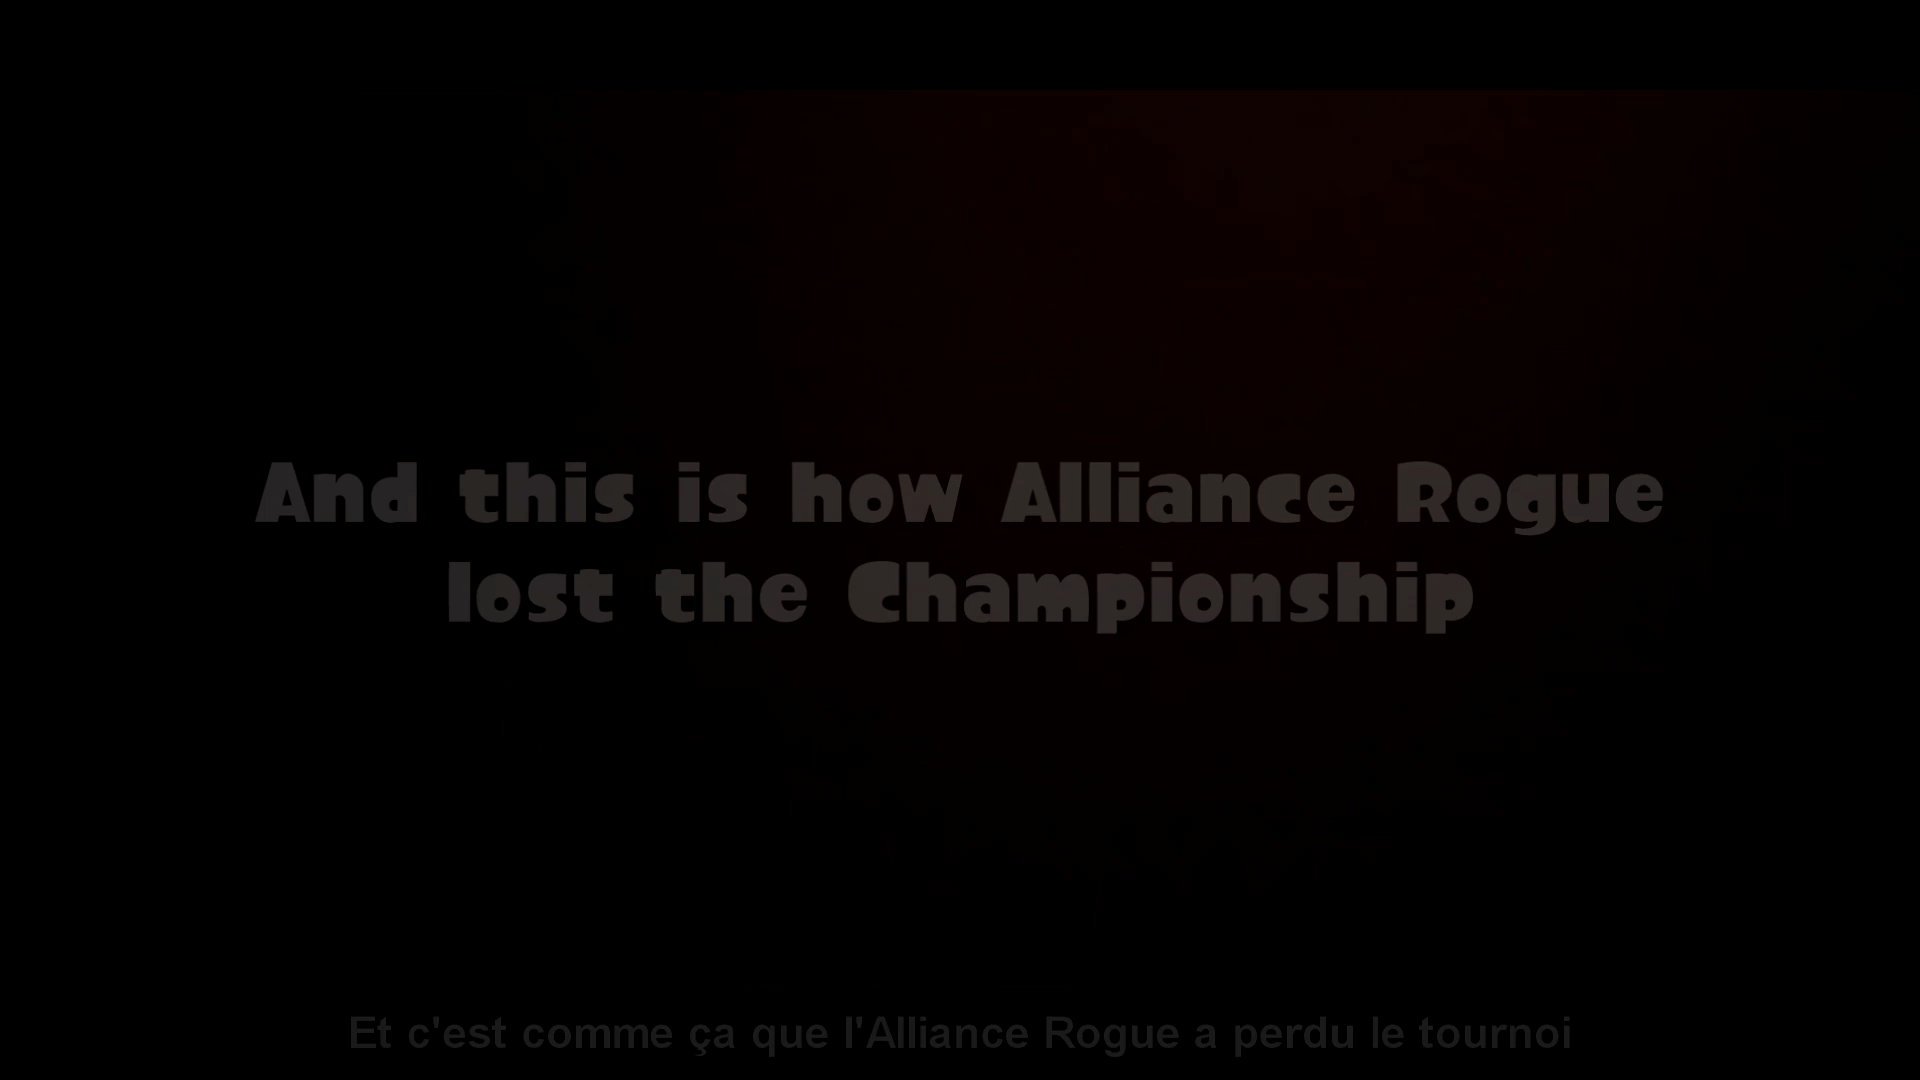 And this is how Alliance Rogue
lost the Championship
Et c'est comme ça que l'Alliance Rogue a perdu le tournoi